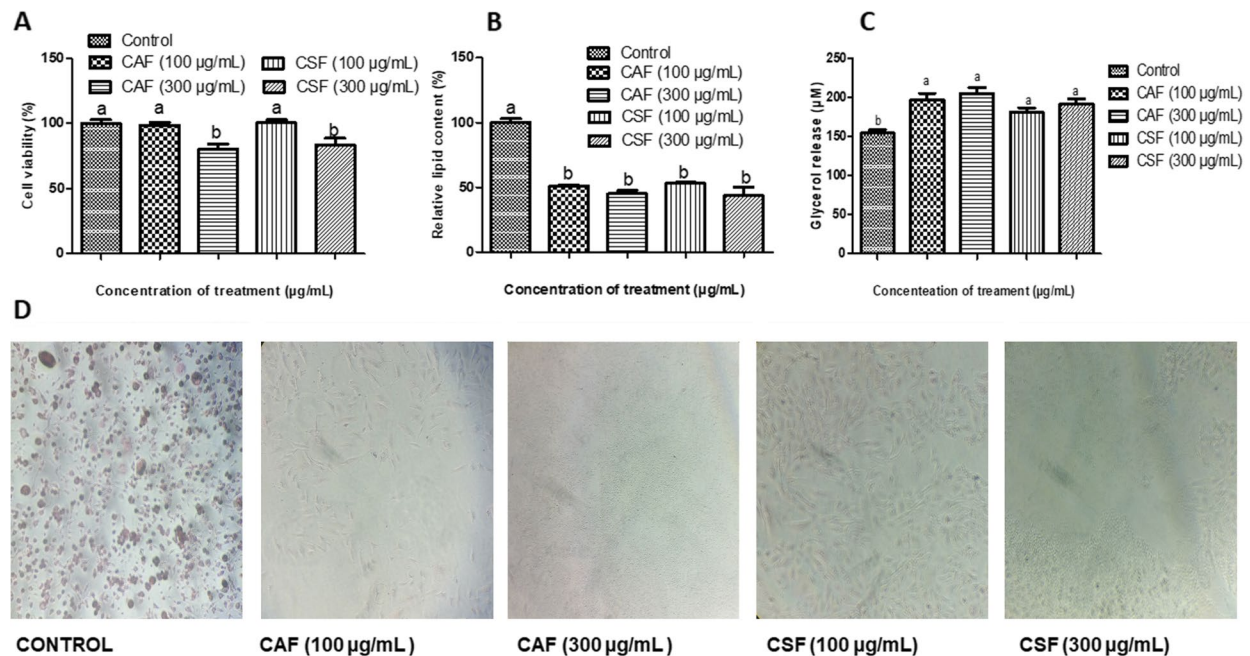 A
Control
CAF (100 µg/mL)
CSF (100 µg/mL)
CAF (300 µg/mL)
CSF (300 µg/mL)
Cell viability (%)
150
100
50
0
a
a
b
a
b
Concentration of treatment (µg/mL)
B
Control
CAF (100 µg/mL)
CAF (300 µg/mL)
CSF (100 µg/mL)
CSF (300 µg/mL)
Relative lipid content (%)
150
100
50
0
a
b
b
b
b
Concentration of treatment (µg/mL)
C
Control
CAF (100 µg/mL)
CAF (300 µg/mL)
CSF (100 µg/mL)
CSF (300 µg/mL)
Glycerol release (µM)
250
200
150
100
50
0
b
a
a
a
a
Contenteation of treament (µg/mL)
D
CONTROL
CAF (100 µg/mL)
CAF (300 µg/mL)
CSF (100 µg/mL)
CSF (300 µg/mL)